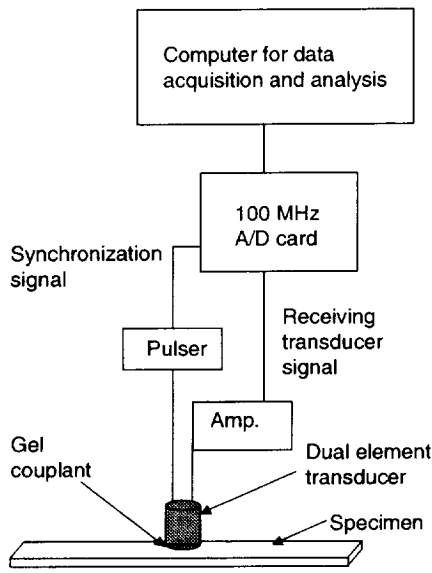 Computer for data
acquisition and analysis
100 MHz
A/D card
Synchronization
signal
Receiving
transducer
signal
Pulser
Amp.
Gel
couplant
Dual element
transducer
Specimen